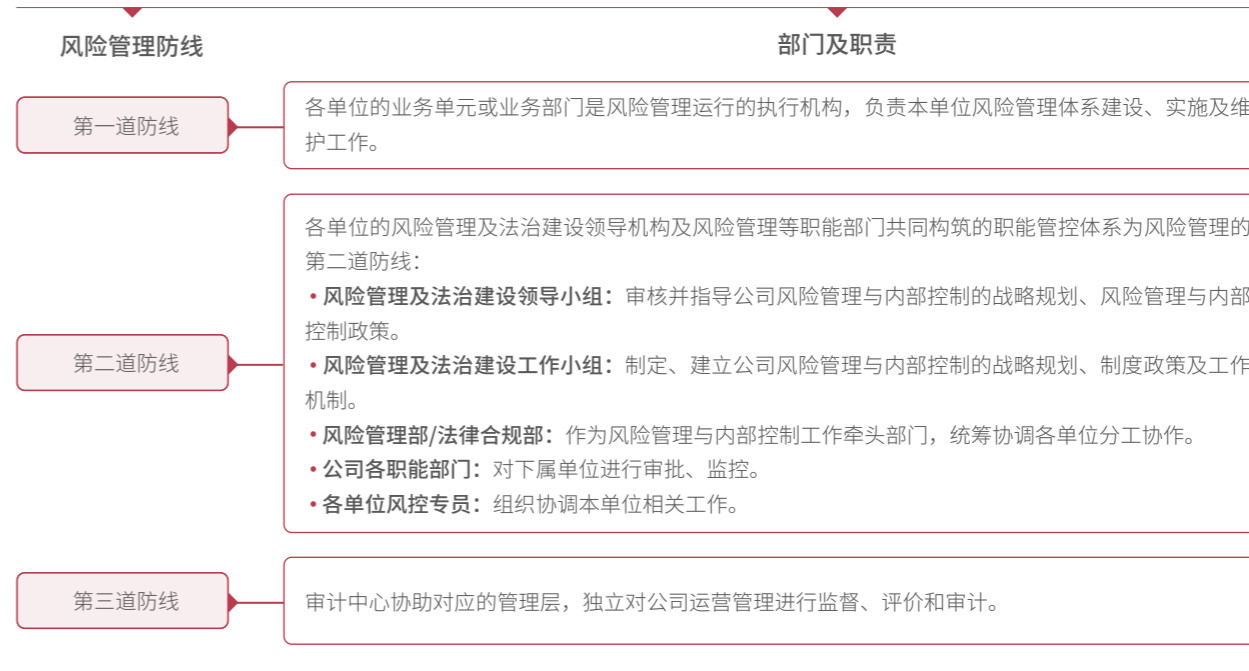 风险管理防线
部门及职责
第一道防线
各单位的业务单元或业务部门是风险管理运行的执行机构，负责本单位风险管理体系建设、实施及维
护工作。
第二道防线
各单位的风险管理及法治建设领导机构及风险管理等职能部门共同构筑的职能管控体系为风险管理的
第二道防线：
•风险管理及法治建设领导小组：审核并指导公司风险管理与内部控制的战略规划、风险管理与内部
控制政策。
•风险管理及法治建设工作小组：制定、建立公司风险管理与内部控制的战略规划、制度政策及工作
机制。
•风险管理部/法律合规部：作为风险管理与内部控制工作牵头部门，统筹协调各单位分工协作。
•公司各职能部门：对下属单位进行审批、监控。
•各单位风控专员：组织协调本单位相关工作。
第三道防线
审计中心协助对应的管理层，独立对公司运营管理进行监督、评价和审计。